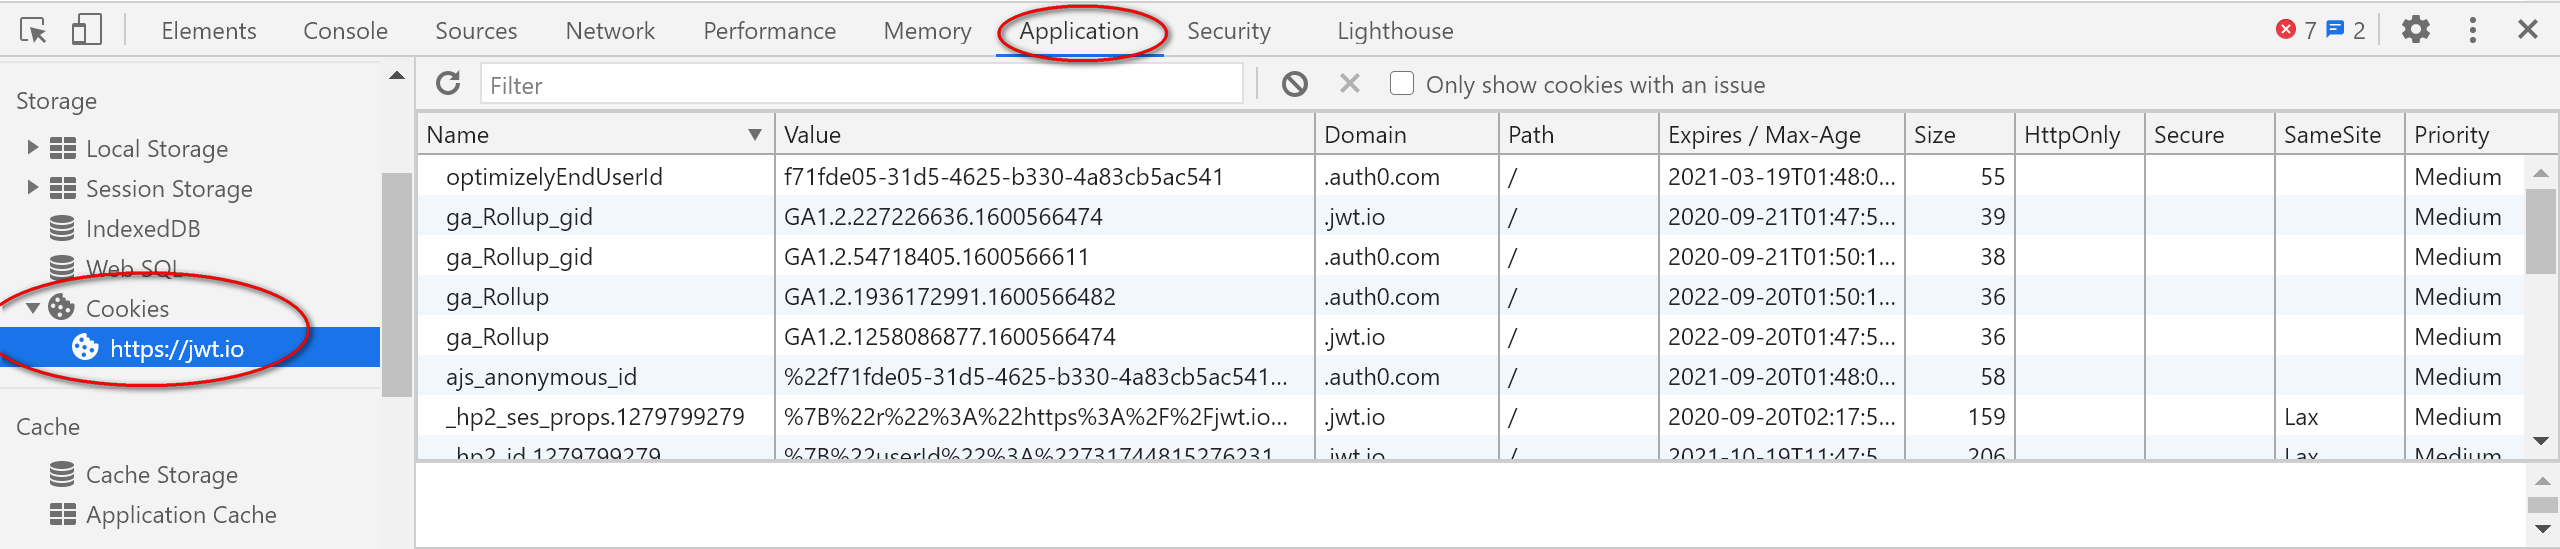 Elements Console Sources Network Performance Memory Application Security Lighthouse 7 2
Storage
Local Storage
Session Storage
IndexedDB
Web SQL
Cookies
https://jwt.io
Cache
Cache Storage
Application Cache
Filter Only show cookies with an issue
Name Value Domain Path Expires / Max-Age Size HttpOnly Secure SameSite Priority
optimizelyEndUserId f71fde05-31d5-4625-b330-4a83cb5ac541 .auth0.com / 2021-03-19T01:48:0... 55 Medium
ga_Rollup_gid GA1.2.227226636.1600566474 .jwt.io / 2020-09-21T01:47:5... 39 Medium
ga_Rollup_gid GA1.2.54718405.1600566611 .auth0.com / 2020-09-21T01:50:1... 38 Medium
ga_Rollup GA1.2.1936172991.1600566482 .auth0.com / 2022-09-20T01:50:1... 36 Medium
ga_Rollup GA1.2.1258086877.1600566474 .jwt.io / 2022-09-20T01:47:5... 36 Medium
ajs_anonymous_id %22f71fde05-31d5-4625-b330-4a83cb5ac541... .auth0.com / 2021-09-20T01:48:0... 58 Medium
_hp2_ses_props.1279799279 %7B%22r%22%3A%22https%3A%2F%2Fjwt.io... .jwt.io / 2020-09-20T02:17:5... 159 Lax Medium
_hp2_id.1279799279 %7B%22userId%22%3A%22731744815276231 .jwt.io / 2021-10-19T11:47:5 206 Lax Medium